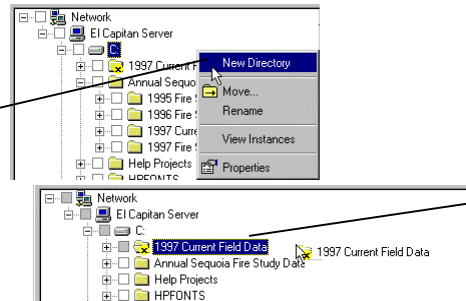 Network
El Capitan Server
C:
1997 Current F
New Directory
Annual Sequo
Move...
1995 Fire
1996 Fire
Rename
1997 Curre
View Instances
1997 Fire
Help Projects
Properties
HPFONTS
Network
El Capitan Server
C:
1997 Current Field Data
1997 Current Field Data
Annual Sequoia Fire Study Data
Help Projects
HPFONTS